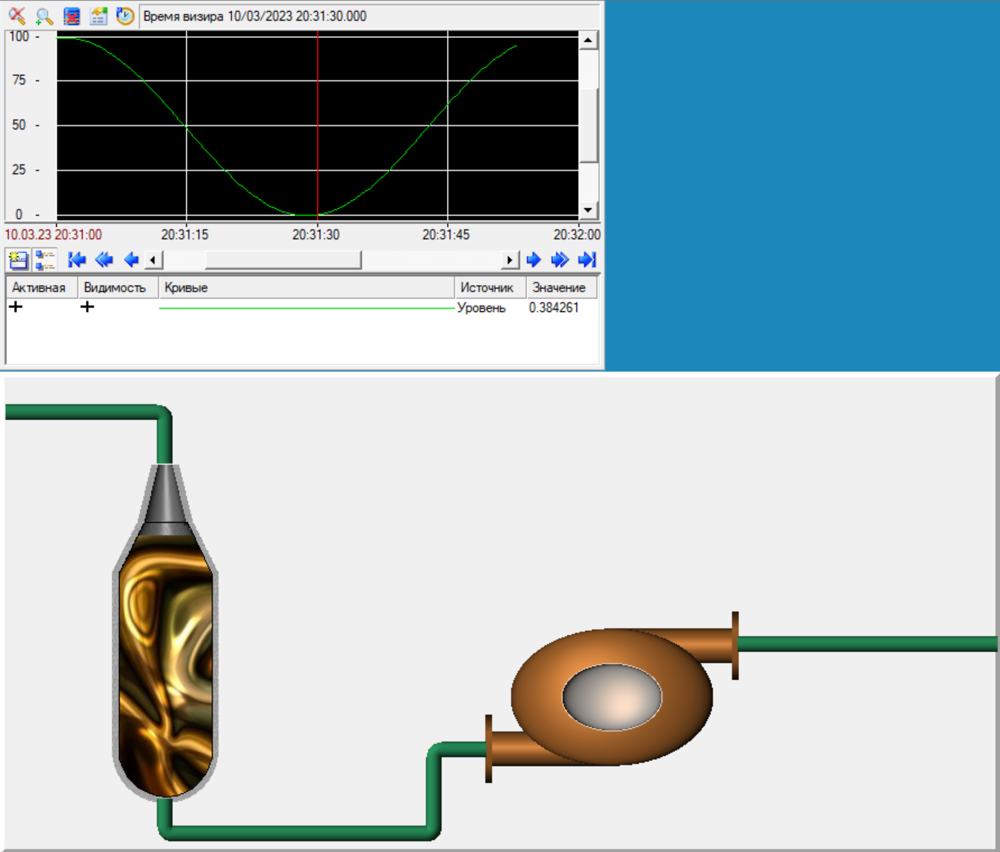 Время визира 10/03/2023 20:31:30.000
100 -
75 -
50 -
25 -
0 -
10.03.23 20:31:00 20:31:15 20:31:30 20:31:45 20:32:00
Активная Видимость Кривые Источник Значение
+ + Уровень 0.384261